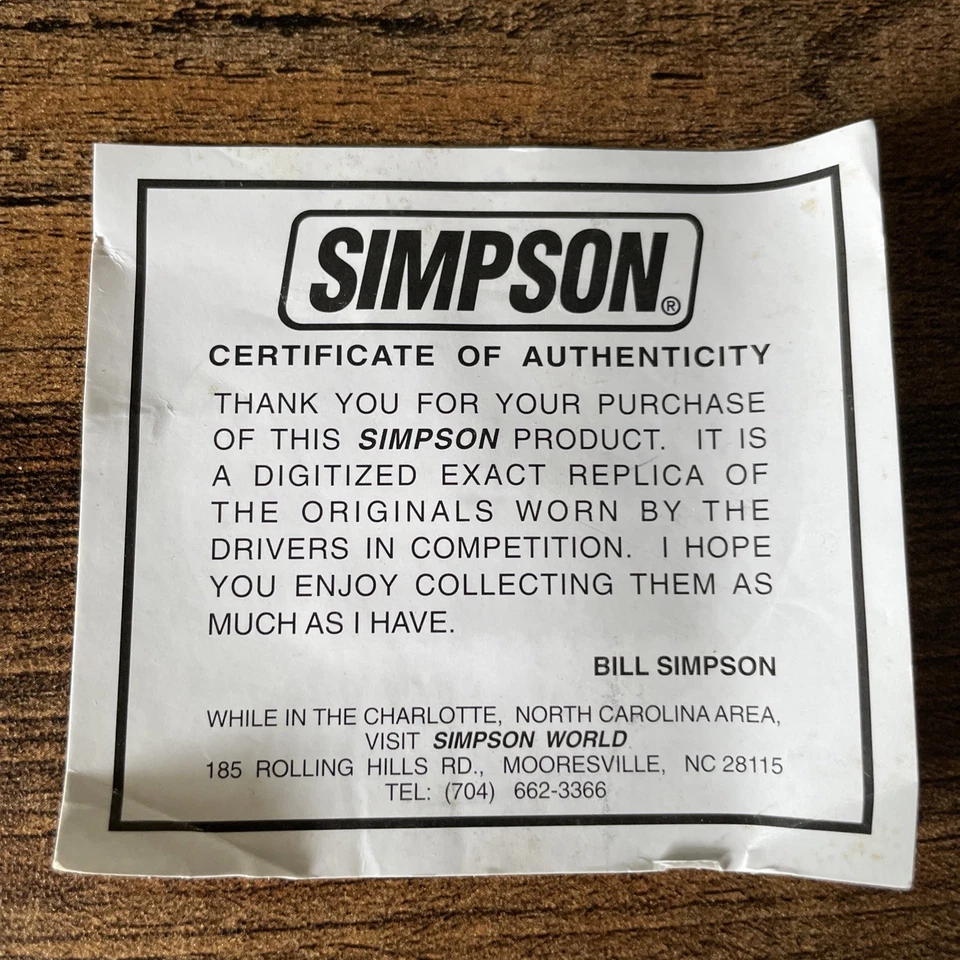 SIMPSON®
CERTIFICATE OF AUTHENTICITY
THANK YOU FOR YOUR PURCHASE
OF THIS SIMPSON PRODUCT. IT IS
A DIGITIZED EXACT REPLICA OF
THE ORIGINALS WORN BY THE
DRIVERS IN COMPETITION. I HOPE
YOU ENJOY COLLECTING THEM AS
MUCH AS I HAVE.
BILL SIMPSON
WHILE IN THE CHARLOTTE, NORTH CAROLINA AREA,
VISIT SIMPSON WORLD
185 ROLLING HILLS RD., MOORESVILLE, NC 28115
TEL: (704) 662-3366